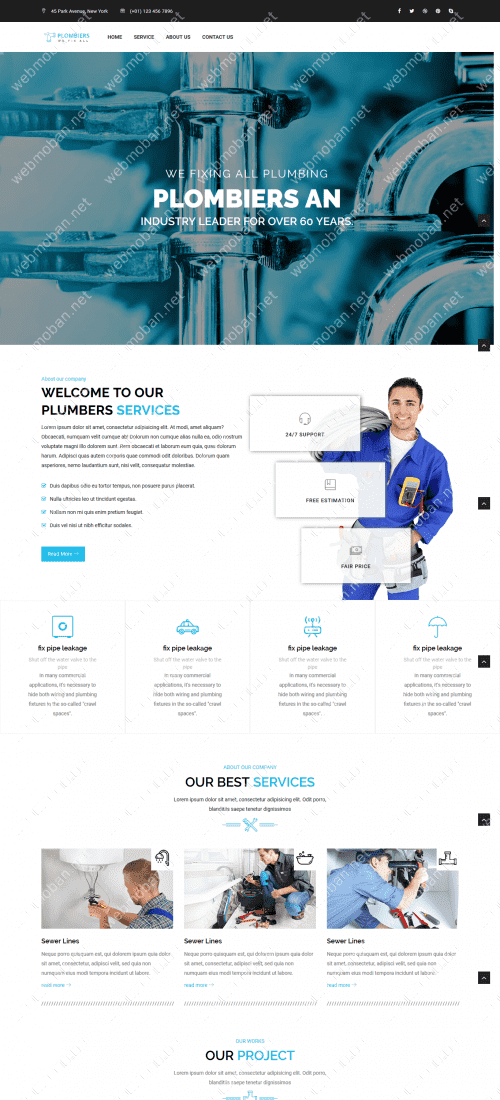 45 Park Avenue, New York (+01) 123 456 7896
PLOMBIERS
WE FIX ALL
HOME SERVICE ABOUT US CONTACT US
WE FIXING ALL PLUMBING
PLOMBIERS AN
INDUSTRY LEADER FOR OVER 60 YEARS.
webmoban.net
About our company
WELCOME TO OUR
PLUMBERS SERVICES
Lorem ipsum dolor sit amet, consectetur adipisicing elit. At modi, amet aliquam?
Obcaecati, numquam velit cumque ab! Dolorum non cumque alias nulla ea, odio nostrum
voluptates magni illo dolorem sunt. Rem obcaecati et laborum eum quis, quas dolorum
harum. Adipisci quas autem corporis quae commodi odit doloribus. Dolorum quam
asperiores, nemo laudantium sunt, nisi velit, consequatur molestiae.
Duis dapibus odio eu tortor tempus, non posuere purus placerat.
Nulla ultricies leo ut tincidunt egestas.
Nullam non mi quis enim pretium feugiat.
Duis vel nisi ut nibh efficitur sodales.
Read More
24/7 SUPPORT
FREE ESTIMATION
FAIR PRICE
fix pipe leakage
Shut off the water valve to the
pipe
In many commercial
applications, it's necessary to
hide both wiring and plumbing
fixtures in the so-called "crawl
spaces".
fix pipe leakage
Shut off the water valve to the
pipe
In many commercial
applications, it's necessary to
hide both wiring and plumbing
fixtures in the so-called "crawl
spaces".
fix pipe leakage
Shut off the water valve to the
pipe
In many commercial
applications, it's necessary to
hide both wiring and plumbing
fixtures in the so-called "crawl
spaces".
fix pipe leakage
Shut off the water valve to the
pipe
In many commercial
applications, it's necessary to
hide both wiring and plumbing
fixtures in the so-called "crawl
spaces".
ABOUT OUR COMPANY
OUR BEST SERVICES
Lorem ipsum dolor sit amet, consectetur adipisicing elit. Odit porro,
blanditiis saepe tenetur dignissimos
Sewer Lines
Neque porro quisquam est, qui dolorem ipsum quia dolor
sit amet, consectetur, adipisci velit, sed quia non
numquam eius modi tempora incidunt ut labore.
read more
Sewer Lines
Neque porro quisquam est, qui dolorem ipsum quia dolor
sit amet, consectetur, adipisci velit, sed quia non
numquam eius modi tempora incidunt ut labore.
read more
Sewer Lines
Neque porro quisquam est, qui dolorem ipsum quia dolor
sit amet, consectetur, adipisci velit, sed quia non
numquam eius modi tempora incidunt ut labore.
read more
OUR WORKS
OUR PROJECT
Lorem ipsum dolor sit amet, consectetur adipisicing elit. Odit porro,
blanditiis saepe tenetur dignissimos